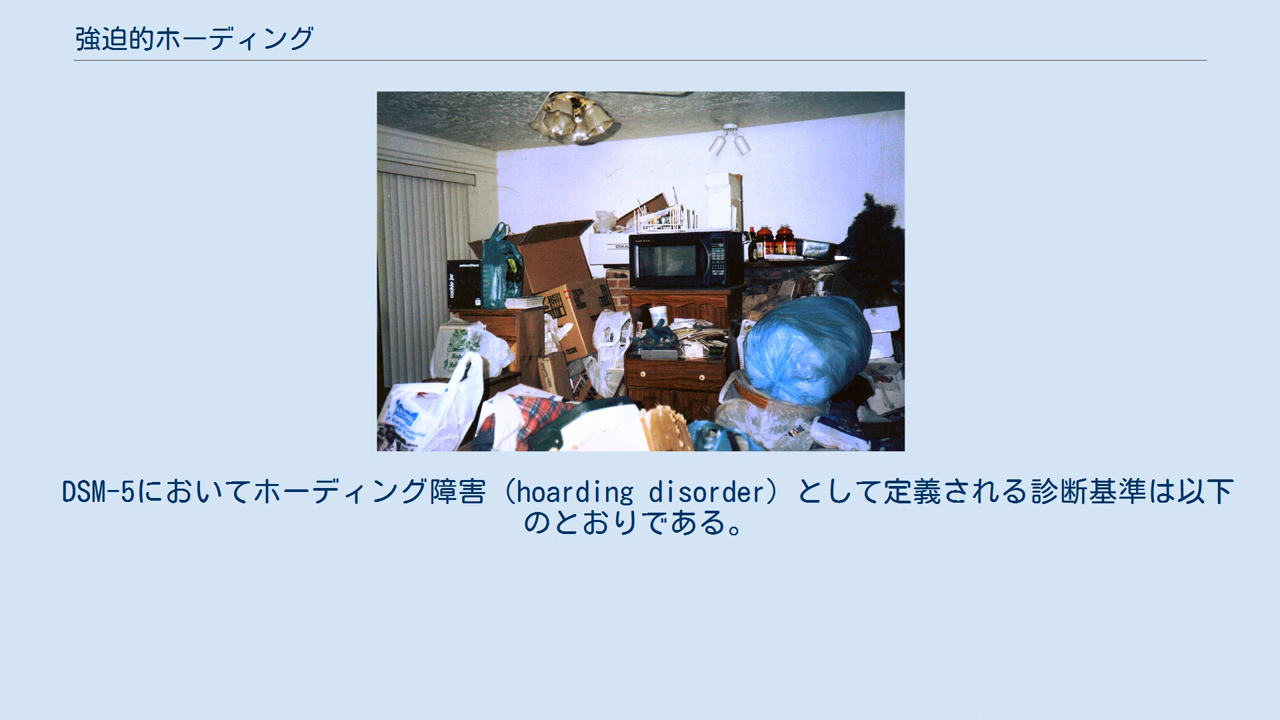 強迫的ホーディング
DSM-5においてホーディング障害（hoarding disorder）として定義される診断基準は以下
のとおりである。